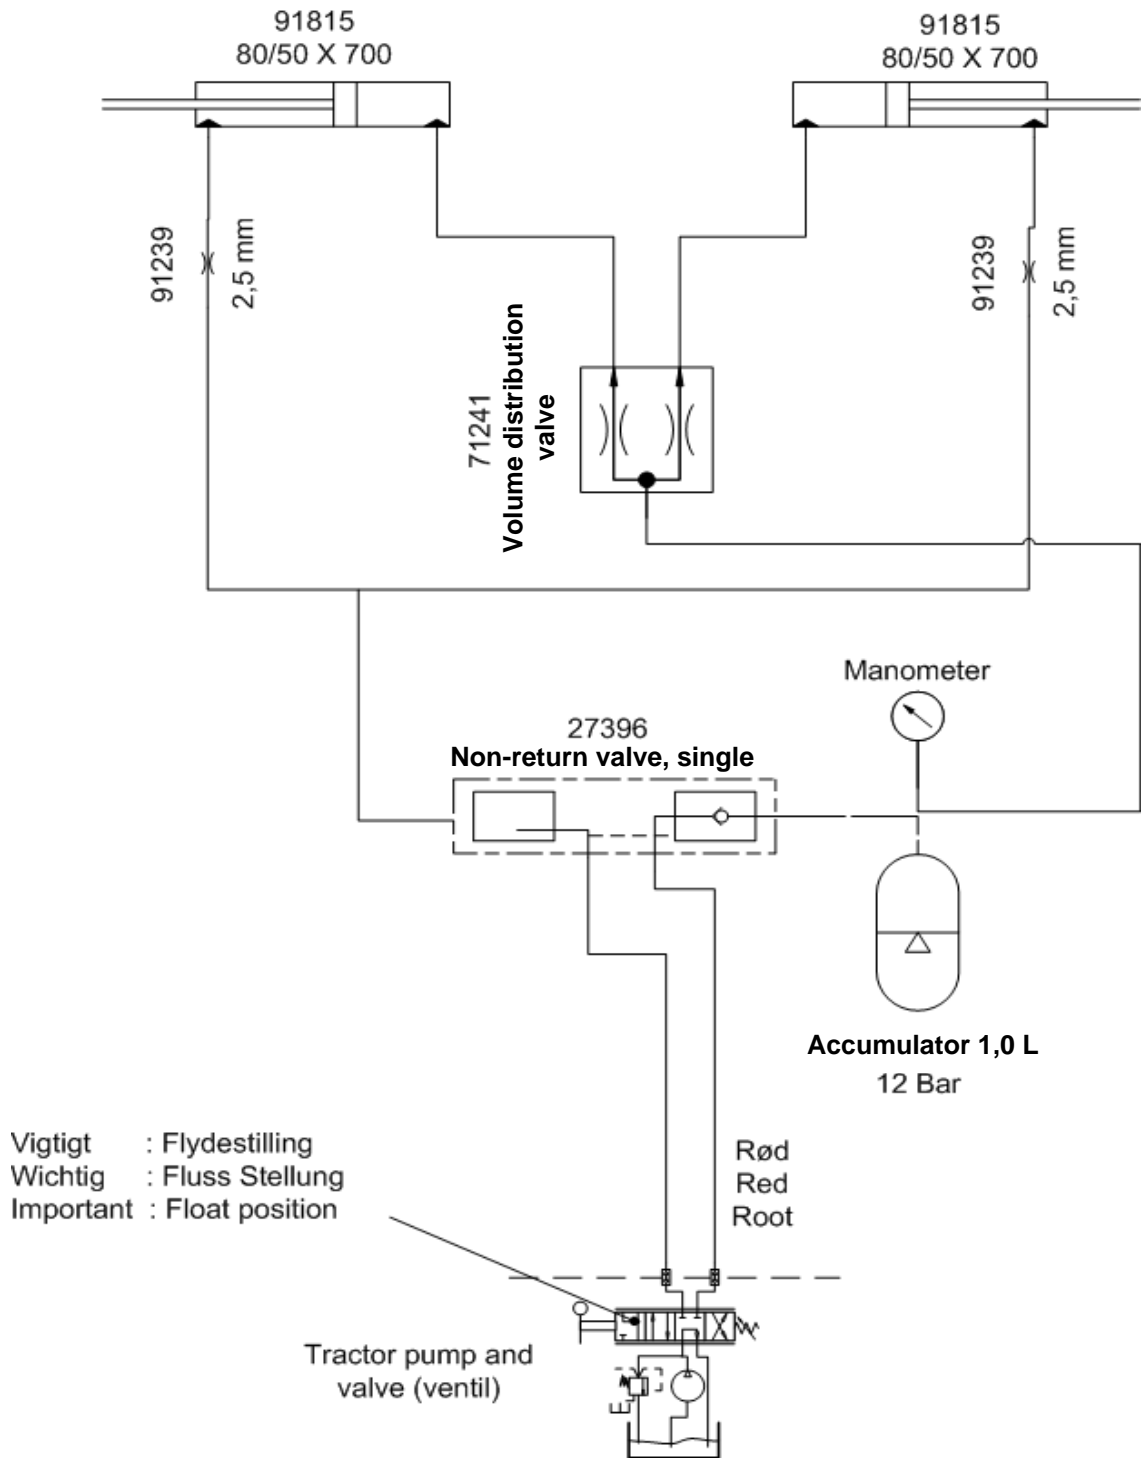 91815
80/50 X 700
91815
80/50 X 700
91239
2,5 mm
91239
2,5 mm
71241
Volume distribution
valve
Manometer
27396
Non-return valve, single
Accumulator 1,0 L
12 Bar
Vigtigt : Flydestilling
Wichtig : Fluss Stellung
Important : Float position
Rød
Red
Root
Tractor pump and
valve (ventil)